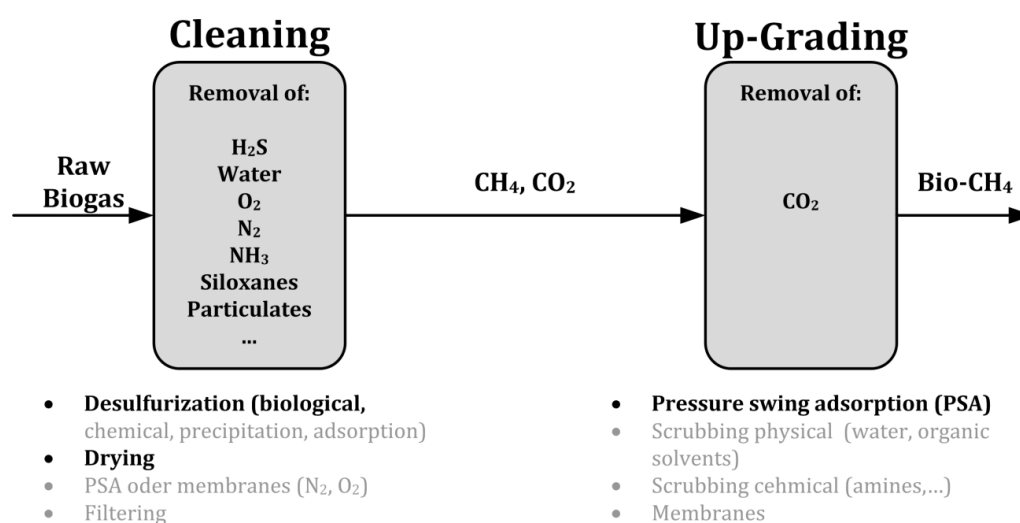 Cleaning
Up-Grading
Removal of:
H₂S
Water
O₂
N₂
NH₃
Siloxanes
Particulates
...
Removal of:
CO₂
Raw
Biogas
CH₄, CO₂
Bio-CH₄
• Desulfurization (biological,
chemical, precipitation, adsorption)
• Drying
• PSA oder membranes (N₂, O₂)
• Filtering
• Pressure swing adsorption (PSA)
• Scrubbing physical (water, organic
solvents)
• Scrubbing cehmical (amines,...)
• Membranes